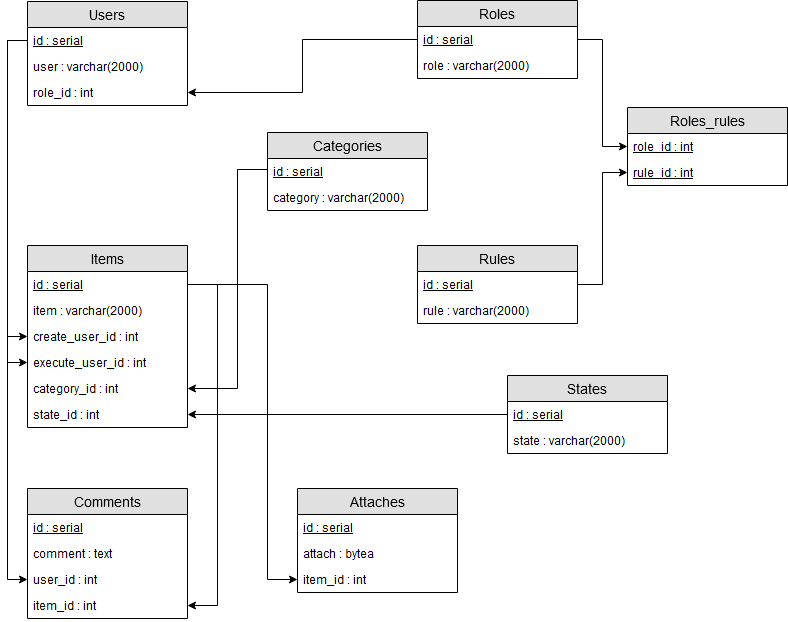 Users
id : serial
user : varchar(2000)
role_id : int
Roles
id : serial
role : varchar(2000)
Roles_rules
role_id : int
rule_id : int
Categories
id : serial
category : varchar(2000)
Items
id : serial
item : varchar(2000)
create_user_id : int
execute_user_id : int
category_id : int
state_id : int
Rules
id : serial
rule : varchar(2000)
States
id : serial
state : varchar(2000)
Comments
id : serial
comment : text
user_id : int
item_id : int
Attaches
id : serial
attach : bytea
item_id : int